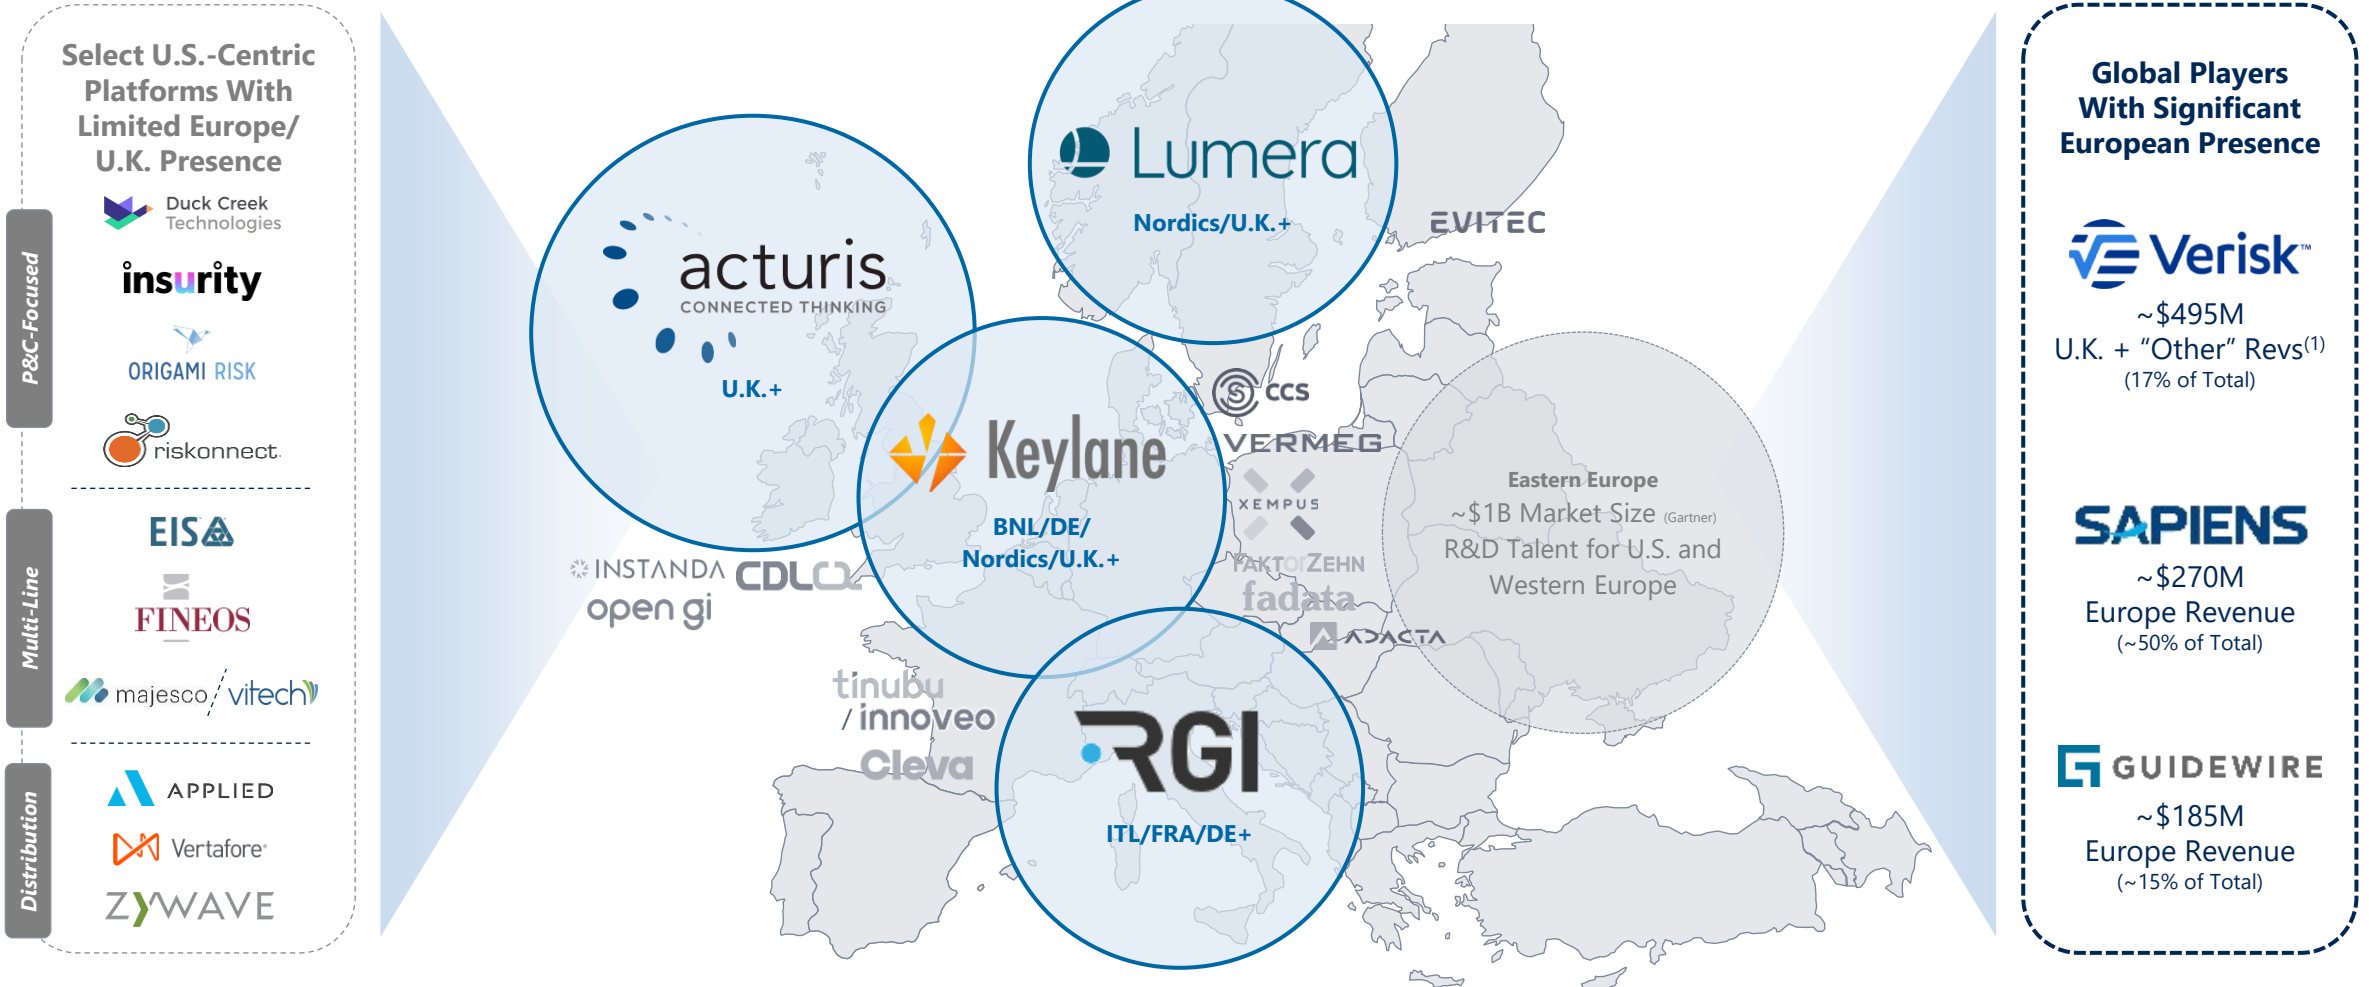 Select U.S.-Centric
Platforms With
Limited Europe/
U.K. Presence
P&C-Focused
Duck Creek
Technologies
insurity
ORIGAMI RISK
riskonnect.
Multi-Line
EIS
FINEOS
majesco / vitech
Distribution
APPLIED
Vertafore®
ZYWAVE
acturis
CONNECTED THINKING
U.K.+
Lumera
Nordics/U.K.+
EVITEC
Keylane
BNL/DE/
Nordics/U.K.+
CCS
VERMEG
XEMPUS
FAKTorZEHN
fadata
ADACTA
INSTANDA
CDL
open gi
tinubu
/ innoveo
Cleva
RGI
ITL/FRA/DE+
Eastern Europe
~$1B Market Size (Gartner)
R&D Talent for U.S. and
Western Europe
Global Players
With Significant
European Presence
Verisk™
~$495M
U.K. + “Other” Revs(1)
(17% of Total)
SAPIENS
~$270M
Europe Revenue
(~50% of Total)
GUIDEWIRE
~$185M
Europe Revenue
(~15% of Total)